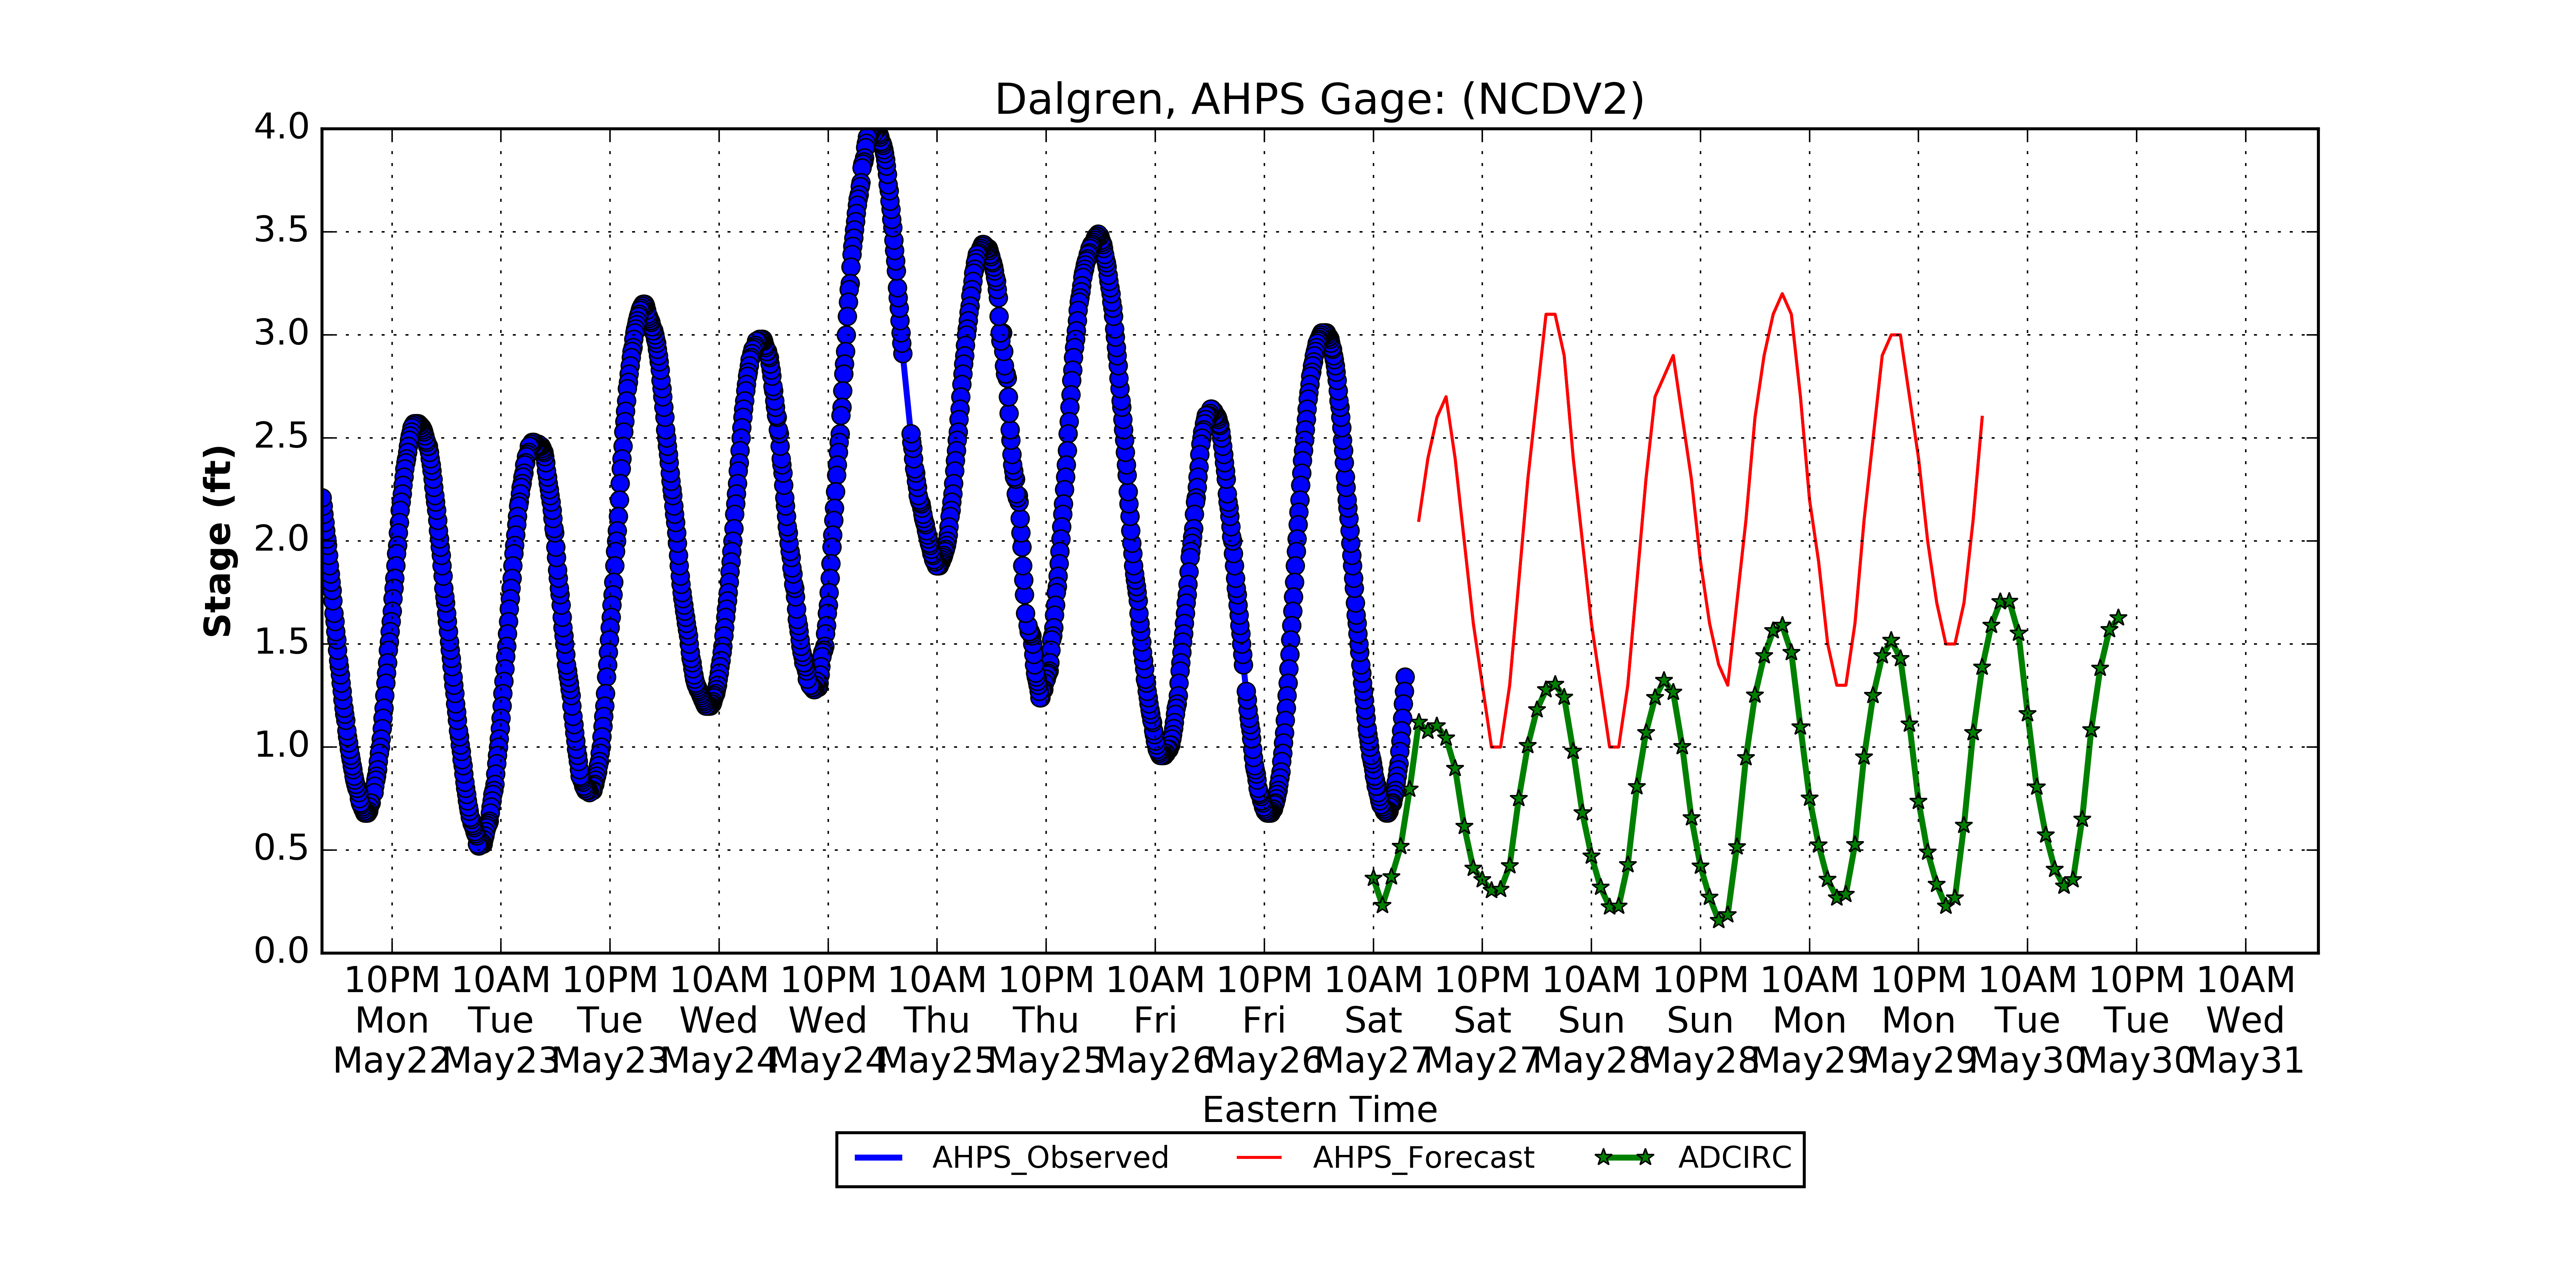 Dalgren, AHPS Gage: (NCDV2)
4.0
3.5
3.0
2.5
2.0
1.5
1.0
0.5
0.0
Stage (ft)
10PM 10AM 10PM 10AM 10PM 10AM 10PM 10AM 10PM 10AM 10PM 10AM 10PM 10AM 10PM 10AM 10PM 10AM
Mon Tue Tue Wed Wed Thu Thu Fri Fri Sat Sat Sun Sun Mon Mon Tue Tue Wed
May22 May23 May23 May24 May24 May25 May25 May26 May26 May27 May27 May28 May28 May29 May29 May30 May30 May31
Eastern Time
AHPS_Observed AHPS_Forecast ADCIRC